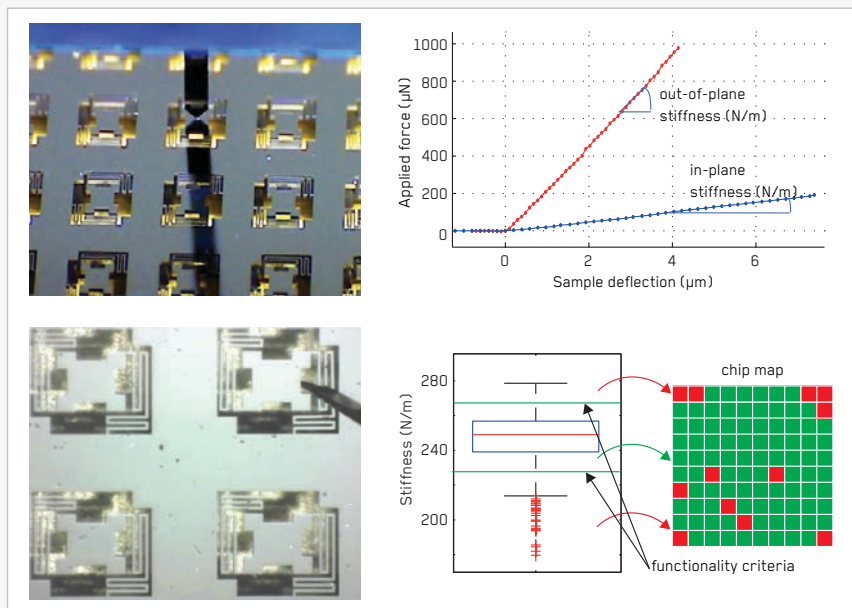 1000
800
600
400
200
0
Applied force (µN)
out-of-plane
stiffness (N/m)
in-plane
stiffness (N/m)
0
2
4
6
Sample deflection (µm)
280
240
200
Stiffness (N/m)
chip map
functionality criteria